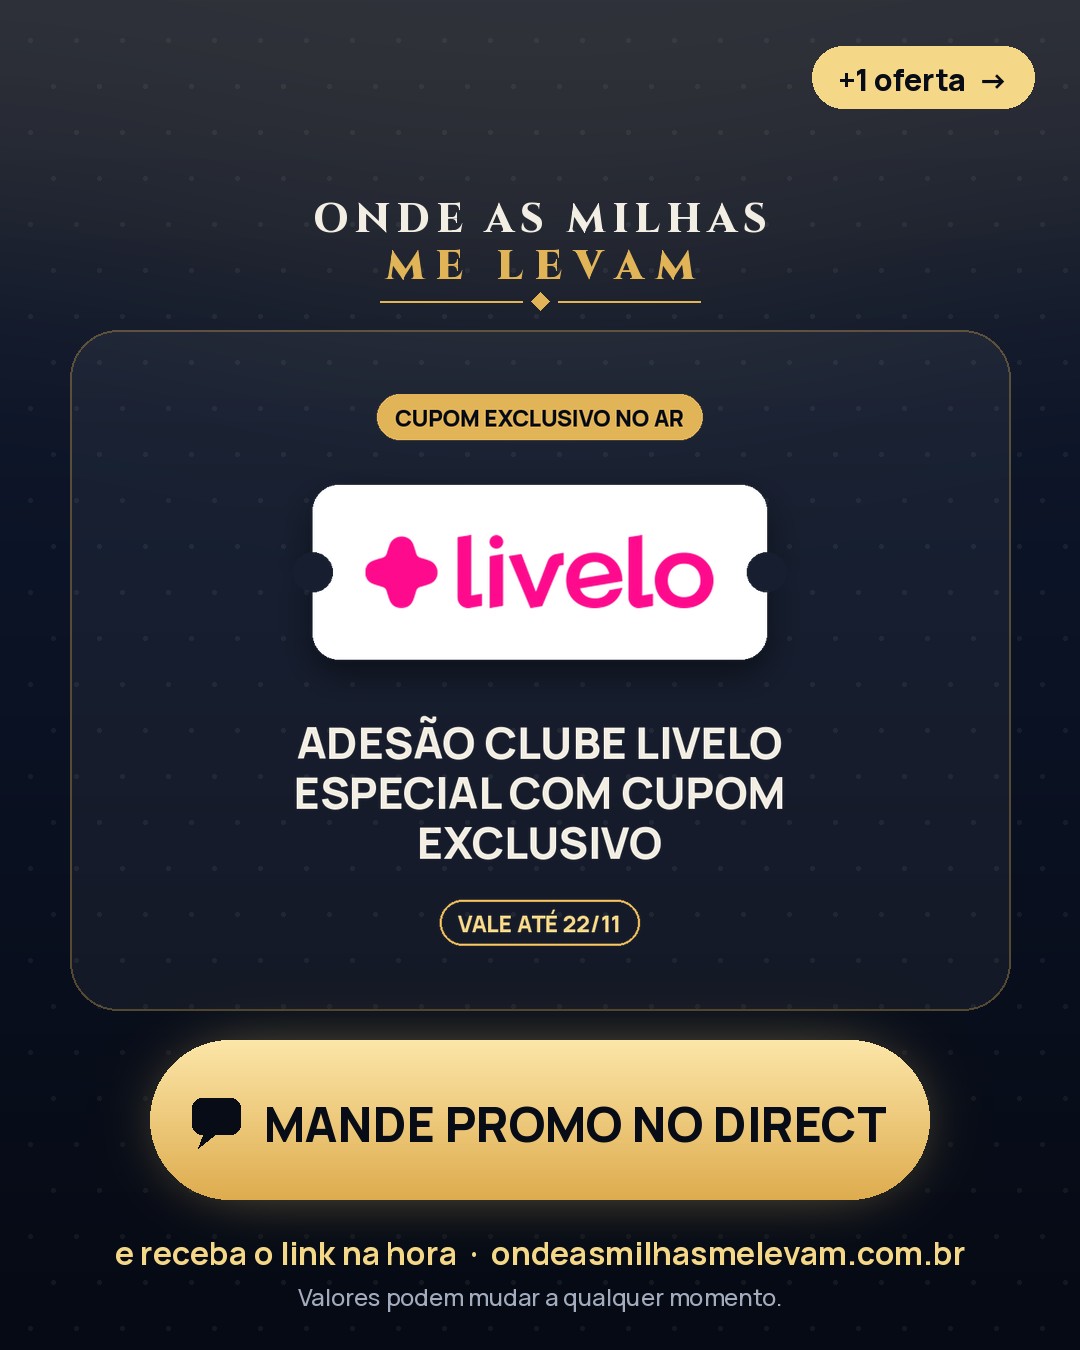 +1 oferta →
ONDE AS MILHAS
ME LEVAM
CUPOM EXCLUSIVO NO AR
livelo
ADESÃO CLUBE LIVELO
ESPECIAL COM CUPOM
EXCLUSIVO
VALE ATÉ 22/11
MANDE PROMO NO DIRECT
e receba o link na hora · ondeasmilhasmelevam.com.br
Valores podem mudar a qualquer momento.